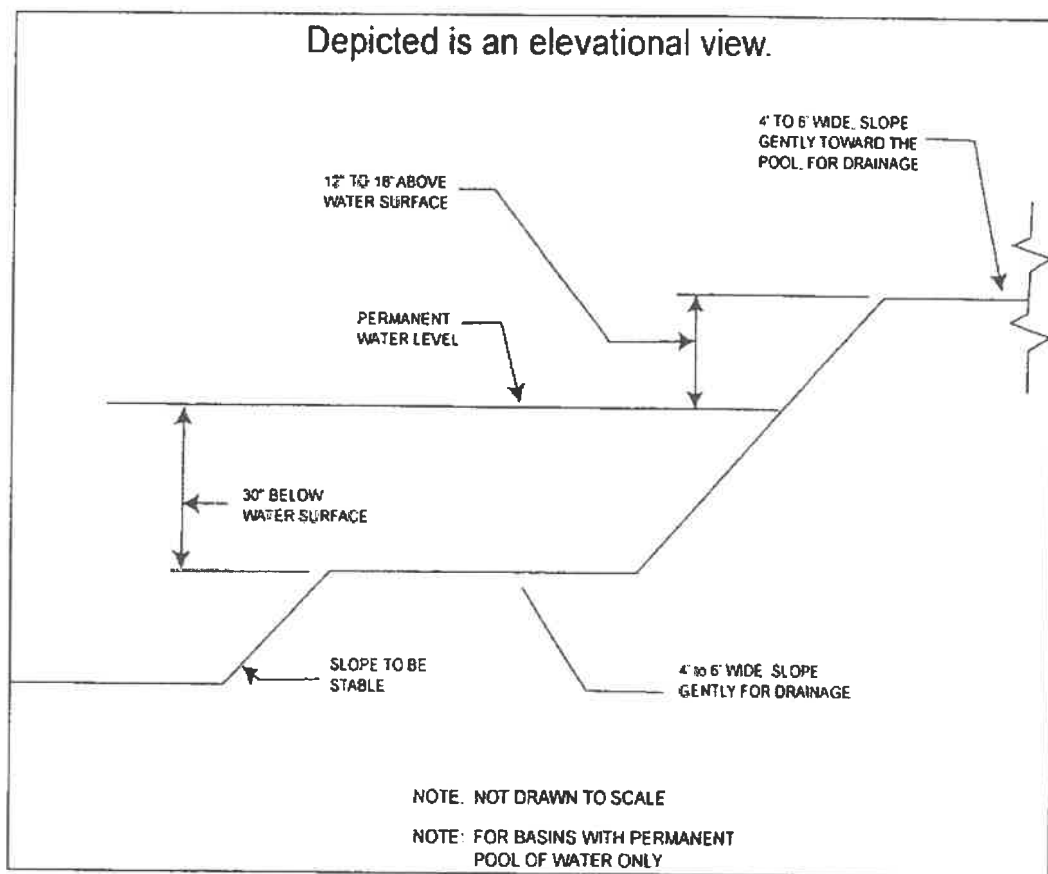 Depicted is an elevational view.
4' TO 6' WIDE, SLOPE
GENTLY TOWARD THE
POOL, FOR DRAINAGE
12" TO 18" ABOVE
WATER SURFACE
PERMANENT
WATER LEVEL
30" BELOW
WATER SURFACE
SLOPE TO BE
STABLE
4' to 6' WIDE, SLOPE
GENTLY FOR DRAINAGE
NOTE. NOT DRAWN TO SCALE
NOTE: FOR BASINS WITH PERMANENT
POOL OF WATER ONLY